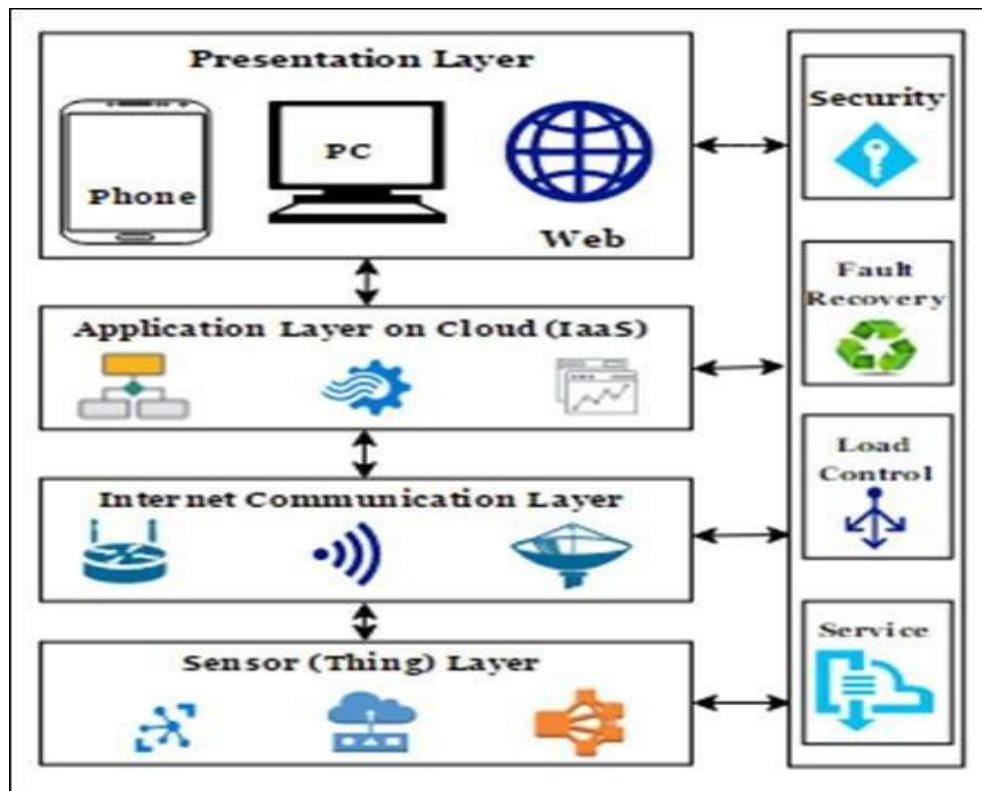 Presentation Layer
Phone
PC
Web
Application Layer on Cloud (IaaS)
Internet Communication Layer
Sensor (Thing) Layer
Security
Fault
Recovery
Load
Control
Service